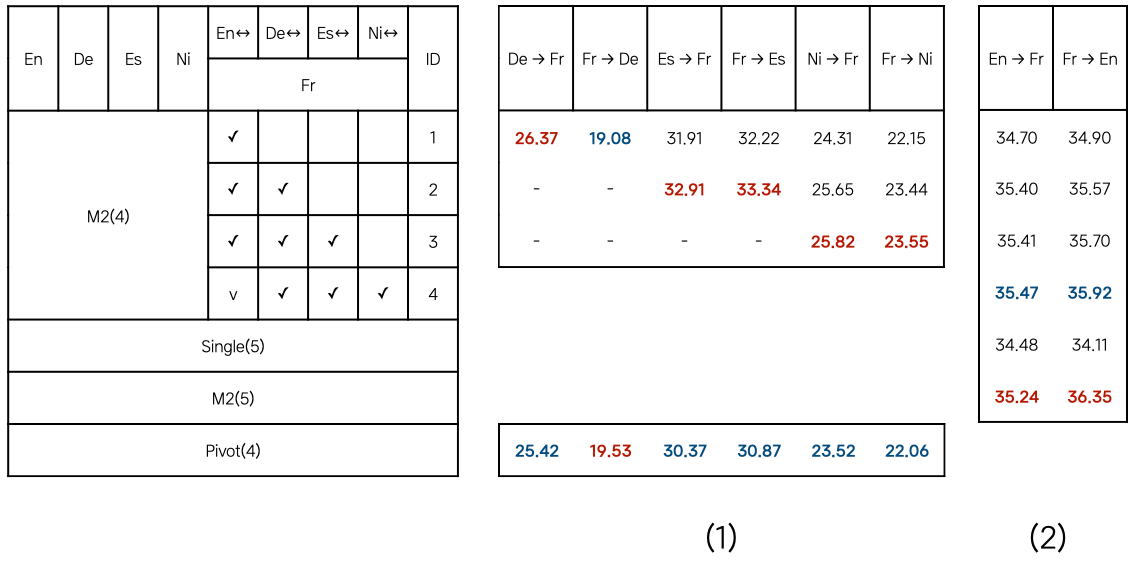 En De Es Ni En↔ De↔ Es↔ Ni↔ ID De → Fr Fr → De Es → Fr Fr → Es Ni → Fr Fr → Ni En → Fr Fr → En
Fr
✓ 1 26.37 19.08 31.91 32.22 24.31 22.15 34.70 34.90
✓ ✓ 2 - - 32.91 33.34 25.65 23.44 35.40 35.57
M2(4)
✓ ✓ ✓ 3 - - - - 25.82 23.55 35.41 35.70
v ✓ ✓ ✓ 4 35.47 35.92
Single(5) 34.48 34.11
M2(5) 35.24 36.35
Pivot(4) 25.42 19.53 30.37 30.87 23.52 22.06
(1) (2)